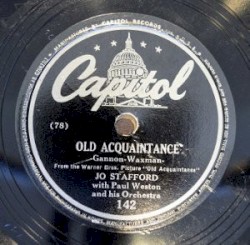 Capitol
(78)
OLD ACQUAINTANCE
-Gannon-Waxman-
From the Warner Bros. Picture "Old Acquaintance"
JO STAFFORD
with Paul Weston
and his Orchestra
142